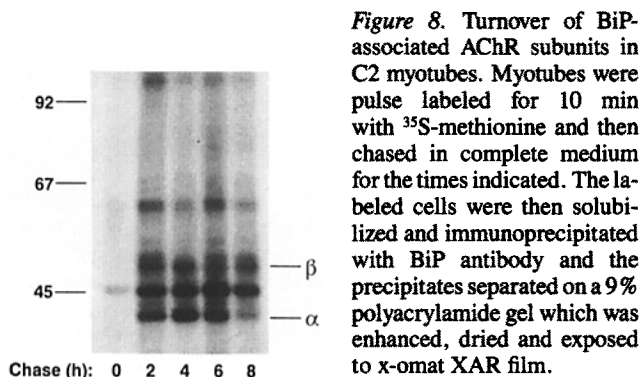 92
67
45
β
α
Chase (h): 0 2 4 6 8
Figure 8. Turnover of BiP-
associated AChR subunits in
C2 myotubes. Myotubes were
pulse labeled for 10 min
with ³⁵S-methionine and then
chased in complete medium
for the times indicated. The la-
beled cells were then solubi-
lized and immunoprecipitated
with BiP antibody and the
precipitates separated on a 9%
polyacrylamide gel which was
enhanced, dried and exposed
to x-omat XAR film.